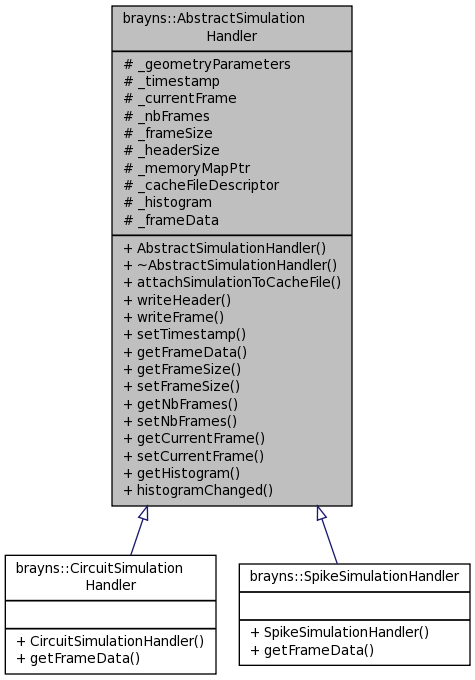 brayns::AbstractSimulation
Handler
# _geometryParameters
# _timestamp
# _currentFrame
# _nbFrames
# _frameSize
# _headerSize
# _memoryMapPtr
# _cacheFileDescriptor
# _histogram
# _frameData
+ AbstractSimulationHandler()
+ ~AbstractSimulationHandler()
+ attachSimulationToCacheFile()
+ writeHeader()
+ writeFrame()
+ setTimestamp()
+ getFrameData()
+ getFrameSize()
+ setFrameSize()
+ getNbFrames()
+ setNbFrames()
+ getCurrentFrame()
+ setCurrentFrame()
+ getHistogram()
+ histogramChanged()
brayns::CircuitSimulation
Handler
+ CircuitSimulationHandler()
+ getFrameData()
brayns::SpikeSimulationHandler
+ SpikeSimulationHandler()
+ getFrameData()